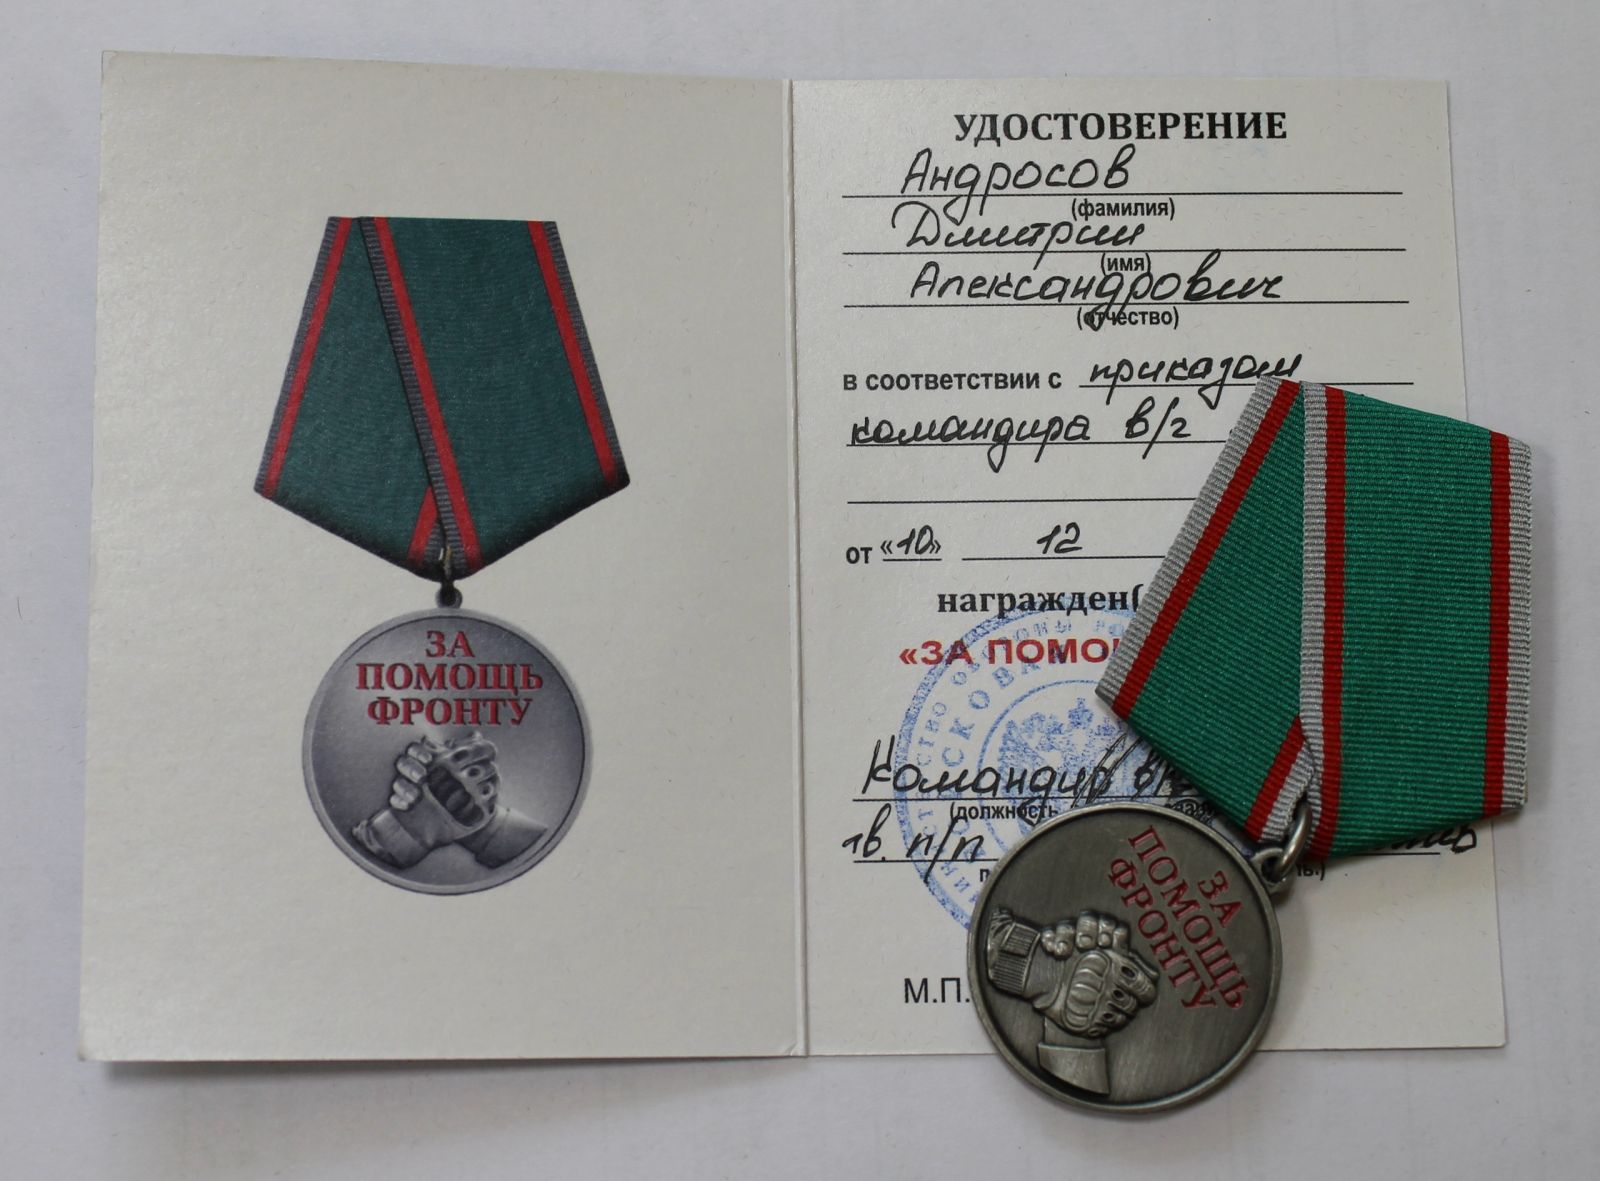 ЗА
ПОМОЩЬ
ФРОНТУ
УДОСТОВЕРЕНИЕ
Андросов
(фамилия)
Дмитрий
(имя)
Александрович
(отчество)
в соответствии с приказом
командира в/г
от «10» 12
награжден(
«ЗА ПОМО
Командир
(должность
тв. п/п
М.П.
ЗА
ПОМОЩЬ
ФРОНТУ